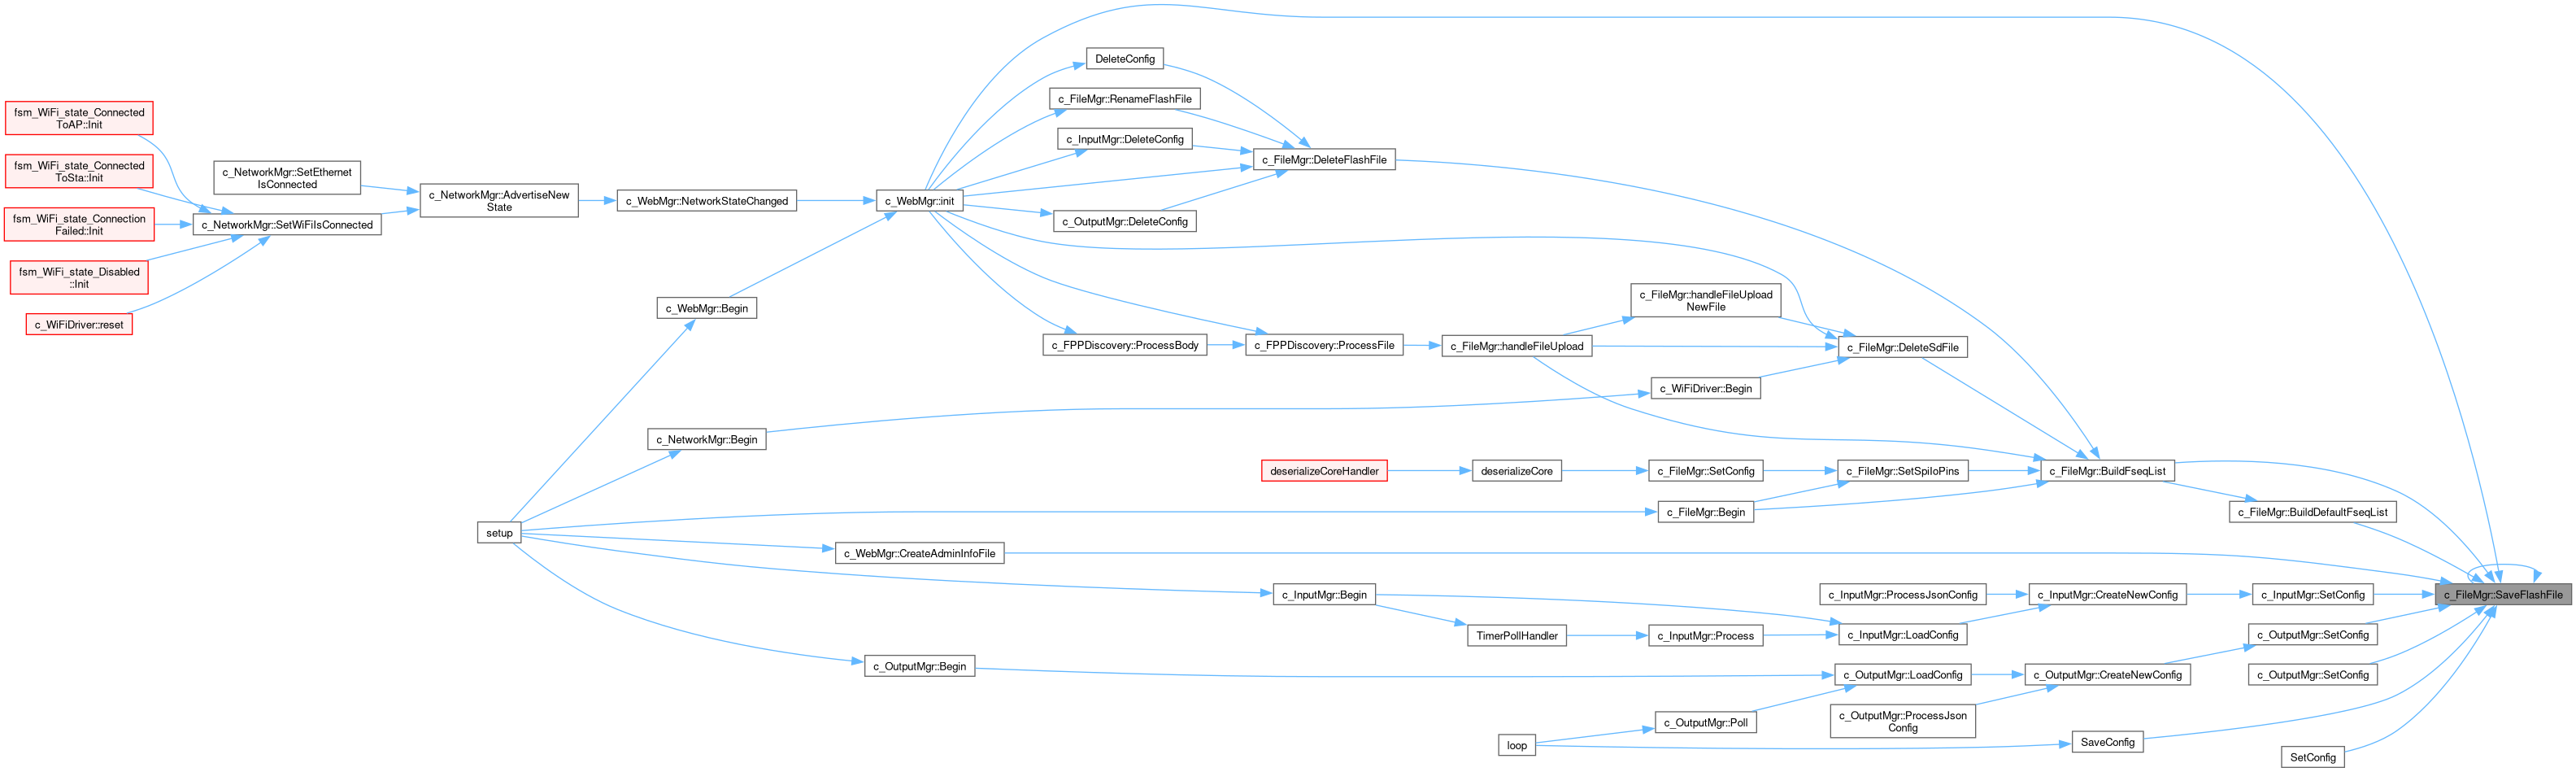 DeleteConfig
c_FileMgr::RenameFlashFile
fsm_WiFi_state_Connected
ToAP::Init
c_InputMgr::DeleteConfig
c_FileMgr::DeleteFlashFile
fsm_WiFi_state_Connected
ToSta::Init
c_NetworkMgr::SetEthernet
IsConnected
c_NetworkMgr::AdvertiseNew
State
c_WebMgr::NetworkStateChanged
c_WebMgr::init
c_OutputMgr::DeleteConfig
fsm_WiFi_state_Connection
Failed::Init
c_NetworkMgr::SetWiFiIsConnected
fsm_WiFi_state_Disabled
::Init
c_WiFiDriver::reset
c_WebMgr::Begin
c_FileMgr::handleFileUpload
NewFile
c_FPPDiscovery::ProcessBody
c_FPPDiscovery::ProcessFile
c_FileMgr::handleFileUpload
c_FileMgr::DeleteSdFile
c_WiFiDriver::Begin
c_NetworkMgr::Begin
deserializeCoreHandler
deserializeCore
c_FileMgr::SetConfig
c_FileMgr::SetSpiIoPins
c_FileMgr::BuildFseqList
c_FileMgr::Begin
c_FileMgr::BuildDefaultFseqList
setup
c_WebMgr::CreateAdminInfoFile
c_InputMgr::Begin
c_InputMgr::ProcessJsonConfig
c_InputMgr::CreateNewConfig
c_InputMgr::SetConfig
c_FileMgr::SaveFlashFile
TimerPollHandler
c_InputMgr::Process
c_InputMgr::LoadConfig
c_OutputMgr::SetConfig
c_OutputMgr::Begin
c_OutputMgr::LoadConfig
c_OutputMgr::CreateNewConfig
c_OutputMgr::SetConfig
c_OutputMgr::Poll
c_OutputMgr::ProcessJson
Config
loop
SaveConfig
SetConfig